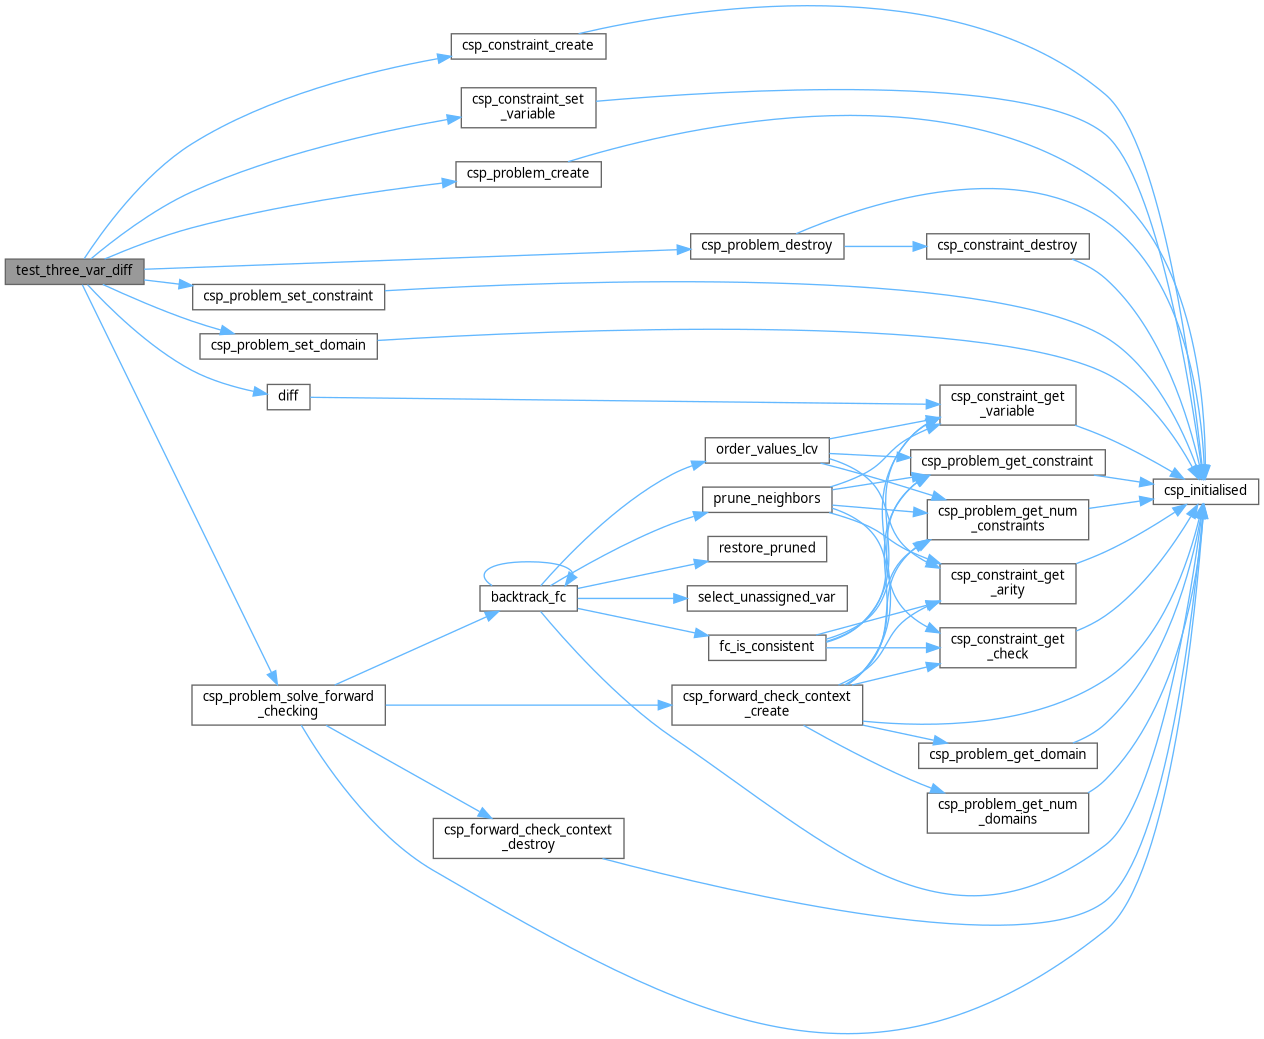 csp_constraint_create
csp_constraint_set
_variable
csp_problem_create
csp_problem_destroy
csp_constraint_destroy
test_three_var_diff
csp_problem_set_constraint
csp_problem_set_domain
diff
csp_constraint_get
_variable
order_values_lcv
csp_problem_get_constraint
csp_initialised
prune_neighbors
csp_problem_get_num
_constraints
restore_pruned
csp_constraint_get
_arity
backtrack_fc
select_unassigned_var
fc_is_consistent
csp_constraint_get
_check
csp_problem_solve_forward
_checking
csp_forward_check_context
_create
csp_problem_get_domain
csp_problem_get_num
_domains
csp_forward_check_context
_destroy